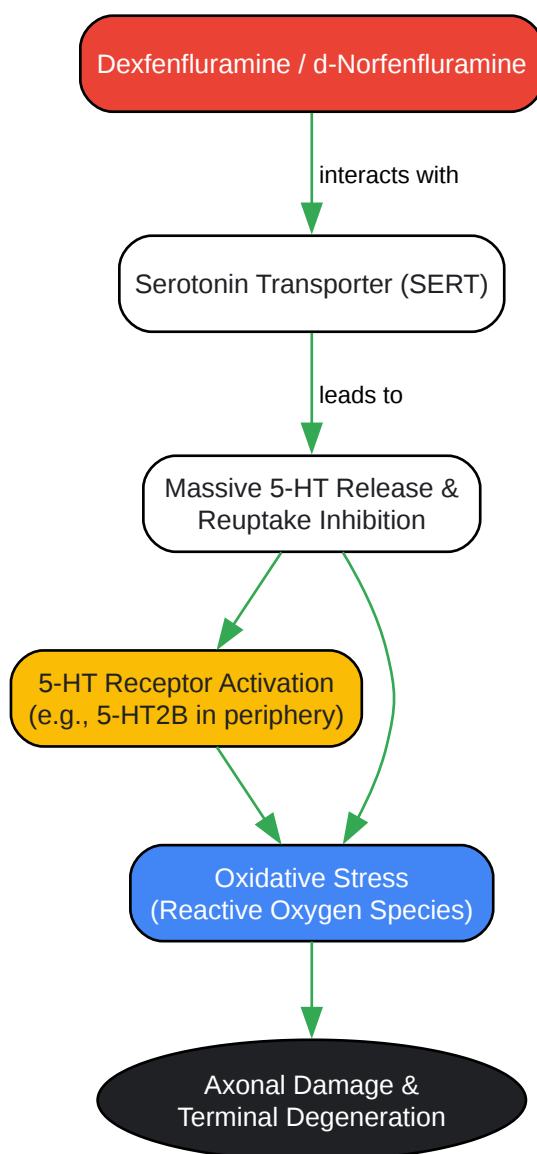 Dexfenfluramine / d-Norfenfluramine
interacts with
Serotonin Transporter (SERT)
leads to
Massive 5-HT Release &
Reuptake Inhibition
5-HT Receptor Activation
(e.g., 5-HT2B in periphery)
Oxidative Stress
(Reactive Oxygen Species)
Axonal Damage &
Terminal Degeneration